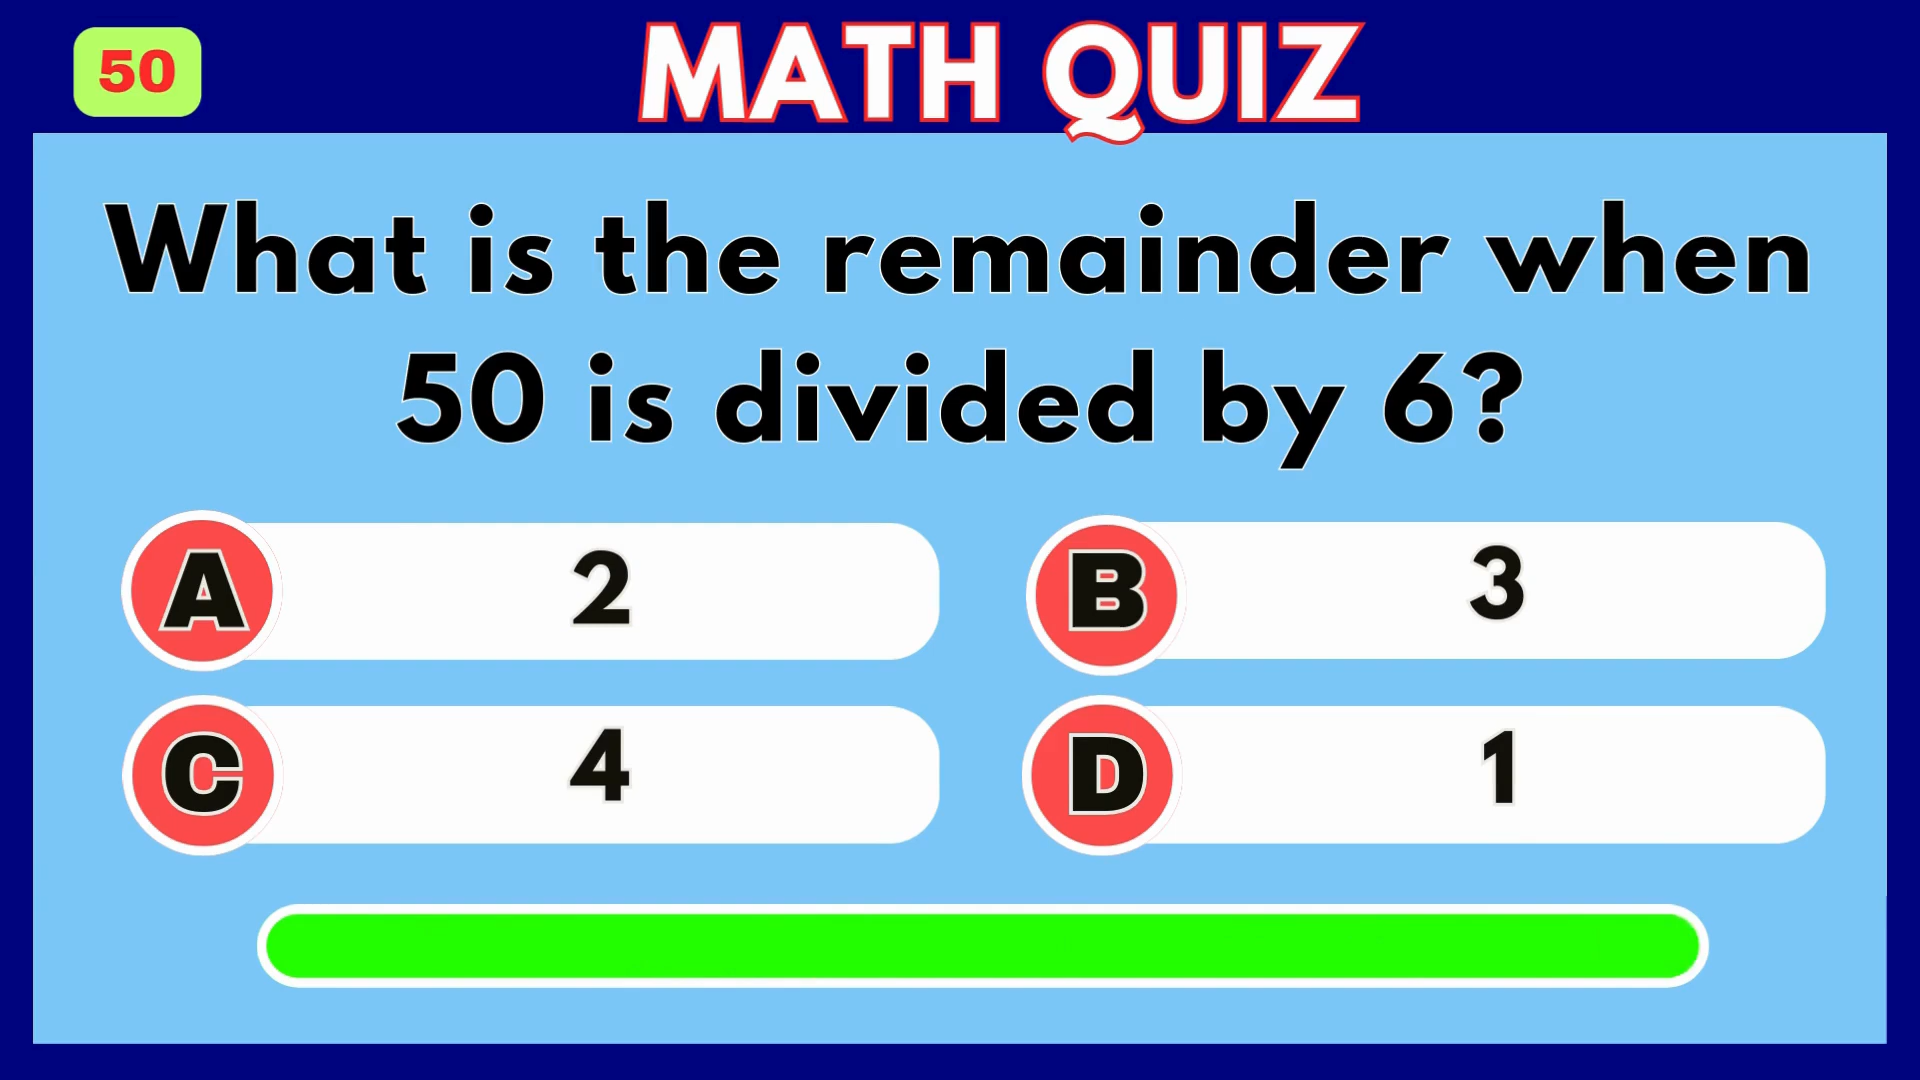 50
MATH QUIZ
What is the remainder when
50 is divided by 6?
A 2
B 3
C 4
D 1